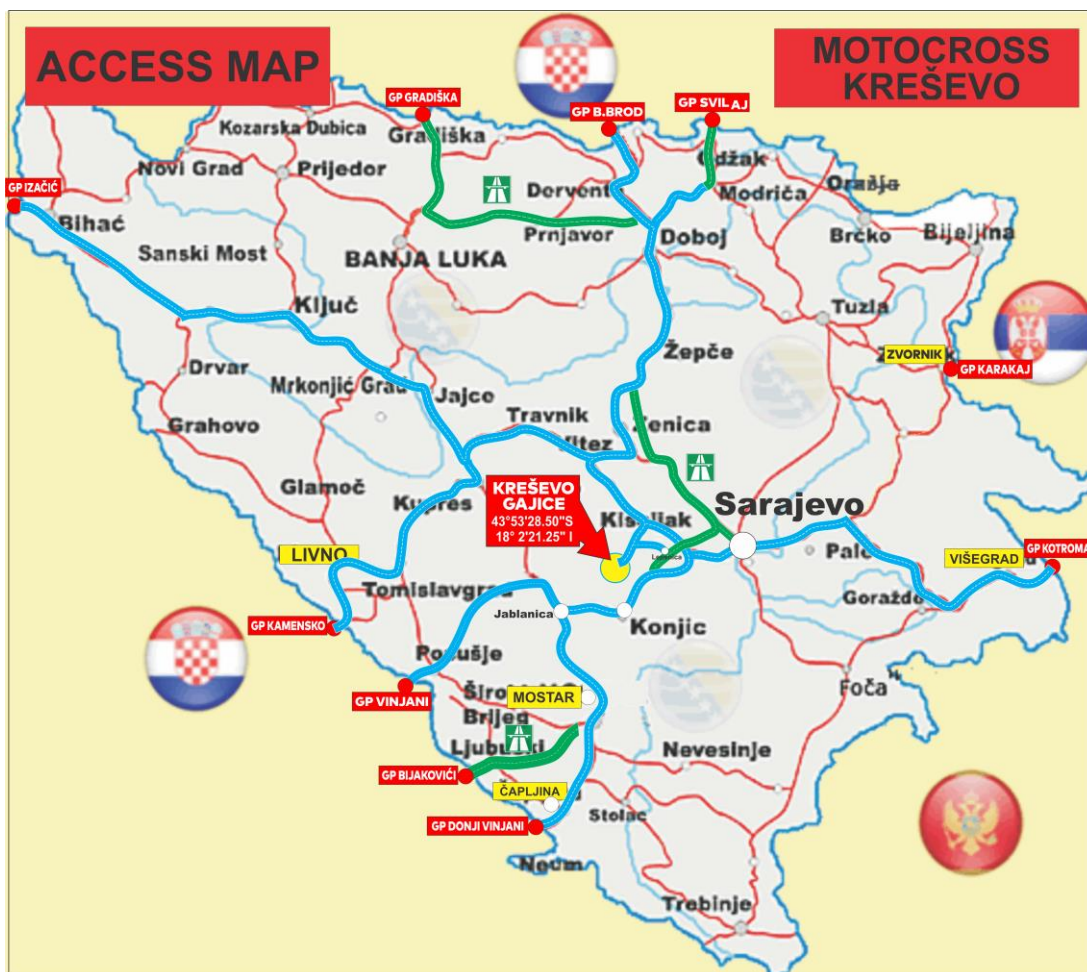 ACCESS MAP
MOTOCROSS
KREŠEVO
GP GRADIŠKA
GP B.BROD
GP SVILAJ
Kozarska Dubica
Gradiška
Odžak
Novi Grad
Prijedor
Derventa
Modriča
GP IZAČIĆ
Bihać
Prnjavor
Doboj
Brčko
Bijeljina
Sanski Most
BANJA LUKA
Ključ
Tuzla
Žepče
ZVORNIK
GP KARAKAJ
Drvar
Mrkonjić Grad
Jajce
Grahovo
Travnik
Zenica
Vitez
Glamoč
Kupres
KREŠEVO
GAJICE
43°53'28.50"S
18° 2'21.25" I
Sarajevo
Kiseljak
LIVNO
Pale
VIŠEGRAD
GP KOTROMA
Tomislavgrad
Goražde
Jablanica
Konjic
GP KAMENSKO
Posušje
Foča
GP VINJANI
Široki
MOSTAR
Brijeg
Ljubuški
Nevesinje
GP BIJAKOVIĆI
ČAPLJINA
Stolac
GP DONJI VINJANI
Neum
Trebinje